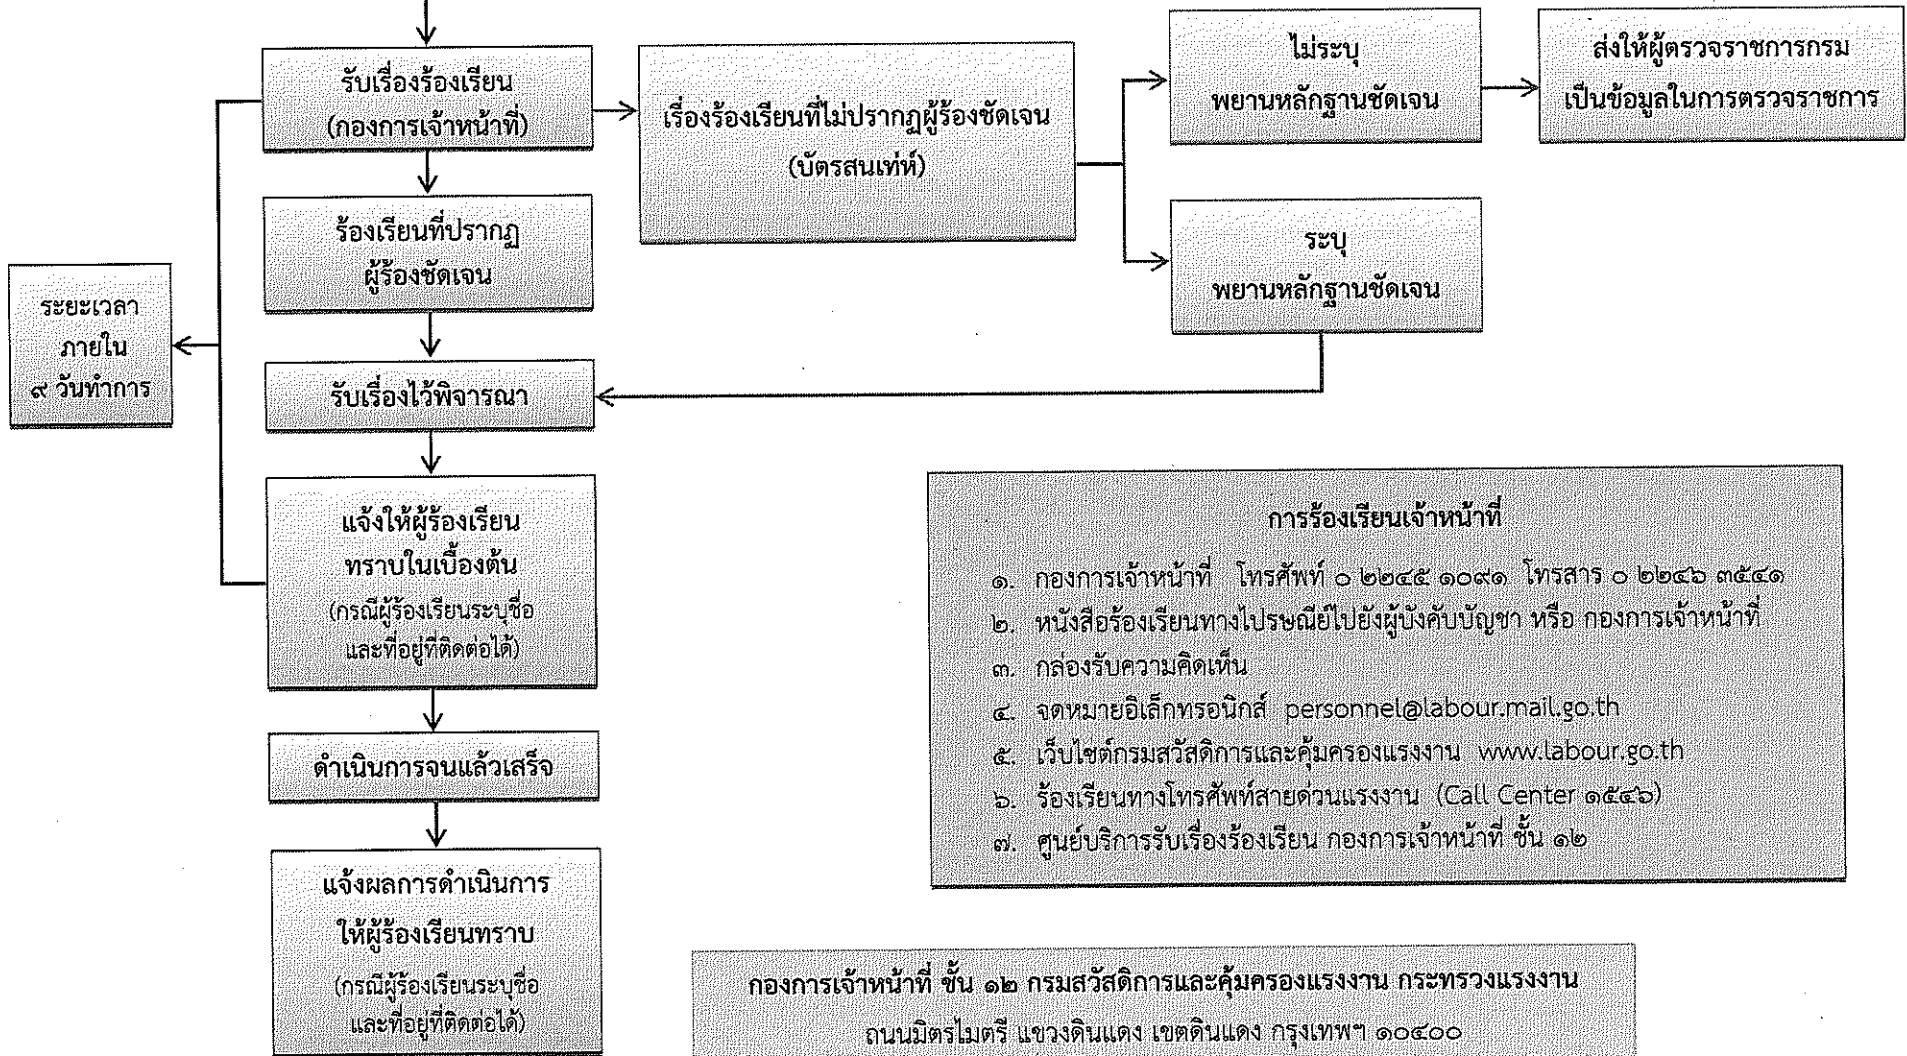 รับเรื่องร้องเรียน
(กองการเจ้าหน้าที่)
เรื่องร้องเรียนที่ไม่ปรากฏผู้ร้องชัดเจน
(บัตรสนเท่ห์)
ไม่ระบุ
พยานหลักฐานชัดเจน
ส่งให้ผู้ตรวจราชการกรม
เป็นข้อมูลในการตรวจราชการ
ร้องเรียนที่ปรากฏ
ผู้ร้องชัดเจน
ระบุ
พยานหลักฐานชัดเจน
ระยะเวลา
ภายใน
๙ วันทำการ
รับเรื่องไว้พิจารณา
แจ้งให้ผู้ร้องเรียน
ทราบในเบื้องต้น
(กรณีผู้ร้องเรียนระบุชื่อ
และที่อยู่ที่ติดต่อได้)
ดำเนินการจนแล้วเสร็จ
แจ้งผลการดำเนินการ
ให้ผู้ร้องเรียนทราบ
(กรณีผู้ร้องเรียนระบุชื่อ
และที่อยู่ที่ติดต่อได้)
การร้องเรียนเจ้าหน้าที่
๑. กองการเจ้าหน้าที่ โทรศัพท์ ๐ ๒๒๔๕ ๑๐๙๑ โทรสาร ๐ ๒๒๔๖ ๓๕๔๑
๒. หนังสือร้องเรียนทางไปรษณีย์ไปยังผู้บังคับบัญชา หรือ กองการเจ้าหน้าที่
๓. กล่องรับความคิดเห็น
๔. จดหมายอิเล็กทรอนิกส์ personnel@labour.mail.go.th
๕. เว็บไซต์กรมสวัสดิการและคุ้มครองแรงงาน www.labour.go.th
๖. ร้องเรียนทางโทรศัพท์สายด่วนแรงงาน (Call Center ๑๕๔๖)
๗. ศูนย์บริการรับเรื่องร้องเรียน กองการเจ้าหน้าที่ ชั้น ๑๒
กองการเจ้าหน้าที่ ชั้น ๑๒ กรมสวัสดิการและคุ้มครองแรงงาน กระทรวงแรงงาน
ถนนมิตรไมตรี แขวงดินแดง เขตดินแดง กรุงเทพฯ ๑๐๔๐๐